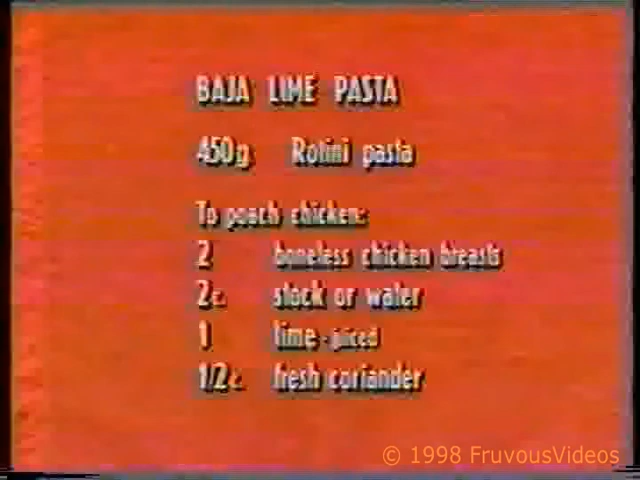 BAJA LIME PASTA
450g Rotini pasta
To poach chicken:
2 boneless chicken breasts
2c. stock or water
1 lime - juiced
1/2c. fresh coriander
© 1998 FruvousVideos